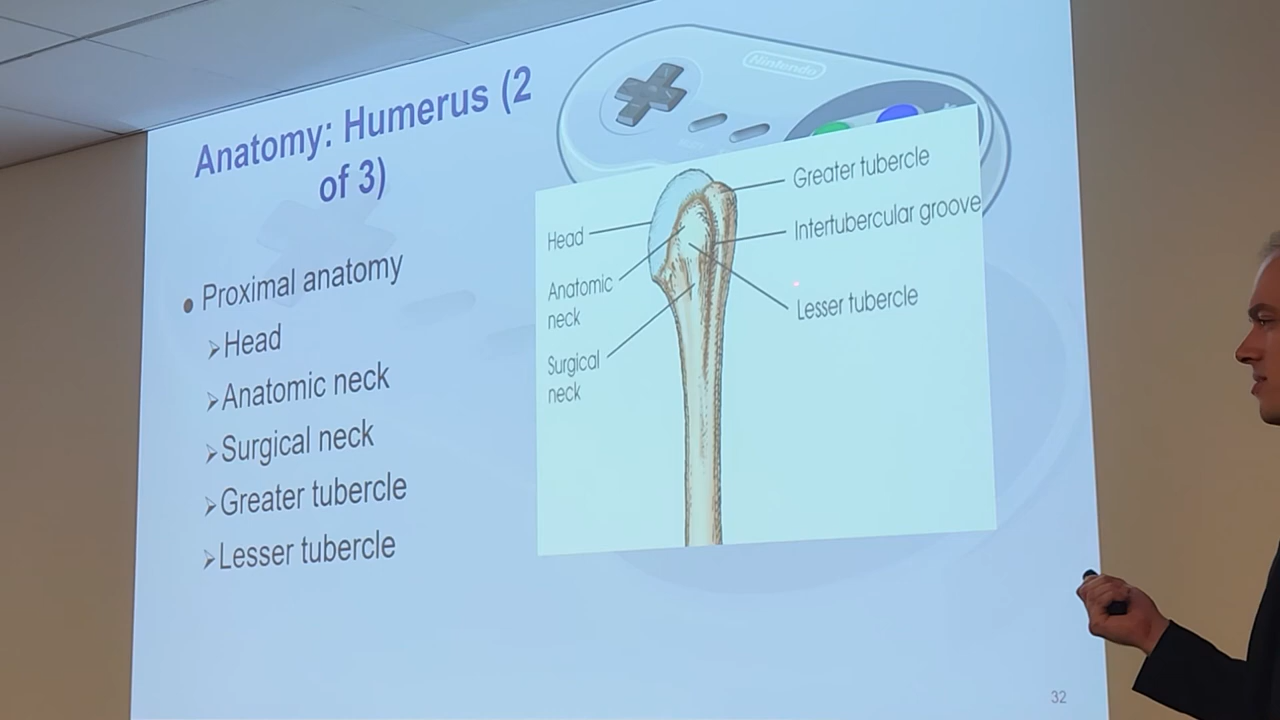 Anatomy: Humerus (2
of 3)
Nintendo
Proximal anatomy
Head
Anatomic neck
Surgical neck
Greater tubercle
Lesser tubercle
Head
Anatomic
neck
Surgical
neck
Greater tubercle
Intertubercular groove
Lesser tubercle
32